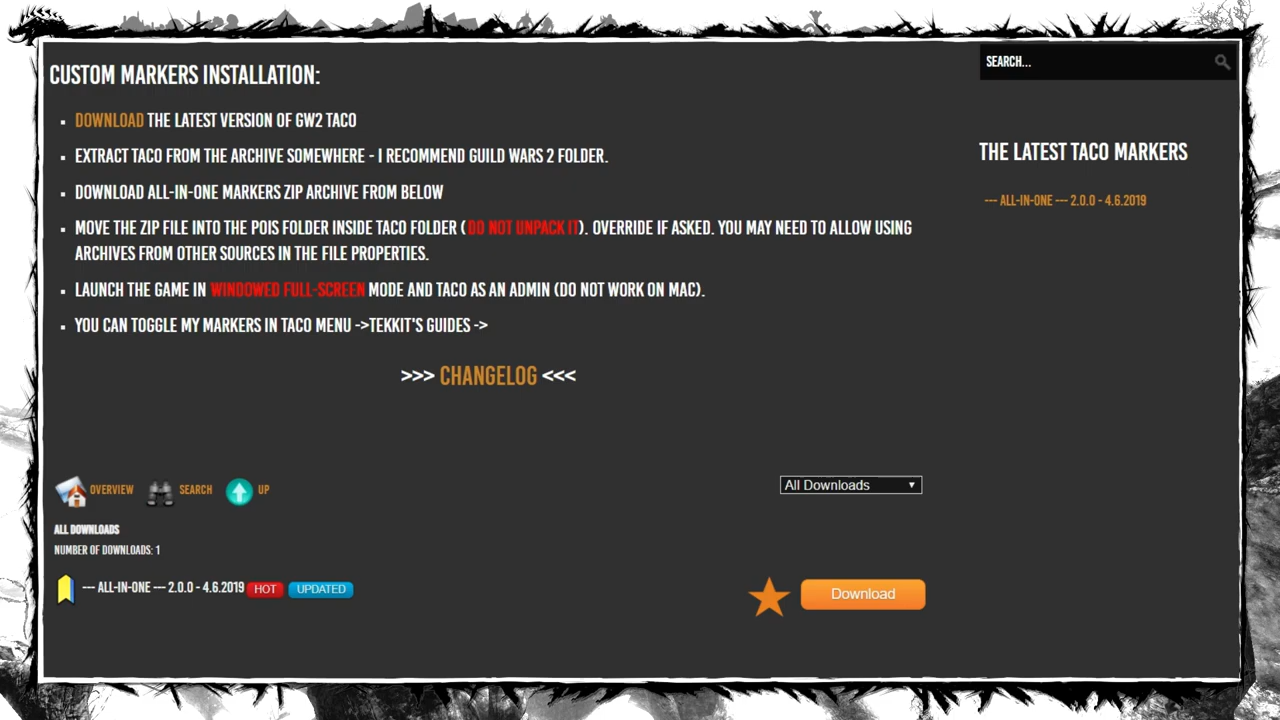 SEARCH...
CUSTOM MARKERS INSTALLATION:
DOWNLOAD THE LATEST VERSION OF GW2 TACO
EXTRACT TACO FROM THE ARCHIVE SOMEWHERE - I RECOMMEND GUILD WARS 2 FOLDER.
DOWNLOAD ALL-IN-ONE MARKERS ZIP ARCHIVE FROM BELOW
MOVE THE ZIP FILE INTO THE POIS FOLDER INSIDE TACO FOLDER (DO NOT UNPACK IT). OVERRIDE IF ASKED. YOU MAY NEED TO ALLOW USING
ARCHIVES FROM OTHER SOURCES IN THE FILE PROPERTIES.
LAUNCH THE GAME IN WINDOWED FULL-SCREEN MODE AND TACO AS AN ADMIN (DO NOT WORK ON MAC).
YOU CAN TOGGLE MY MARKERS IN TACO MENU ->TEKKIT'S GUIDES ->
>>> CHANGELOG <<<
THE LATEST TACO MARKERS
--- ALL-IN-ONE --- 2.0.0 - 4.6.2019
OVERVIEW SEARCH UP
All Downloads
ALL DOWNLOADS
NUMBER OF DOWNLOADS: 1
--- ALL-IN-ONE --- 2.0.0 - 4.6.2019 HOT UPDATED
Download